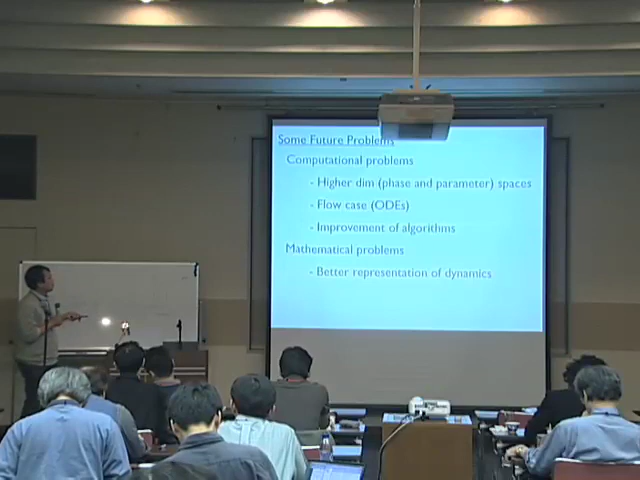 Some Future Problems
Computational problems
- Higher dim (phase and parameter) spaces
- Flow case (ODEs)
- Improvement of algorithms
Mathematical problems
- Better representation of dynamics